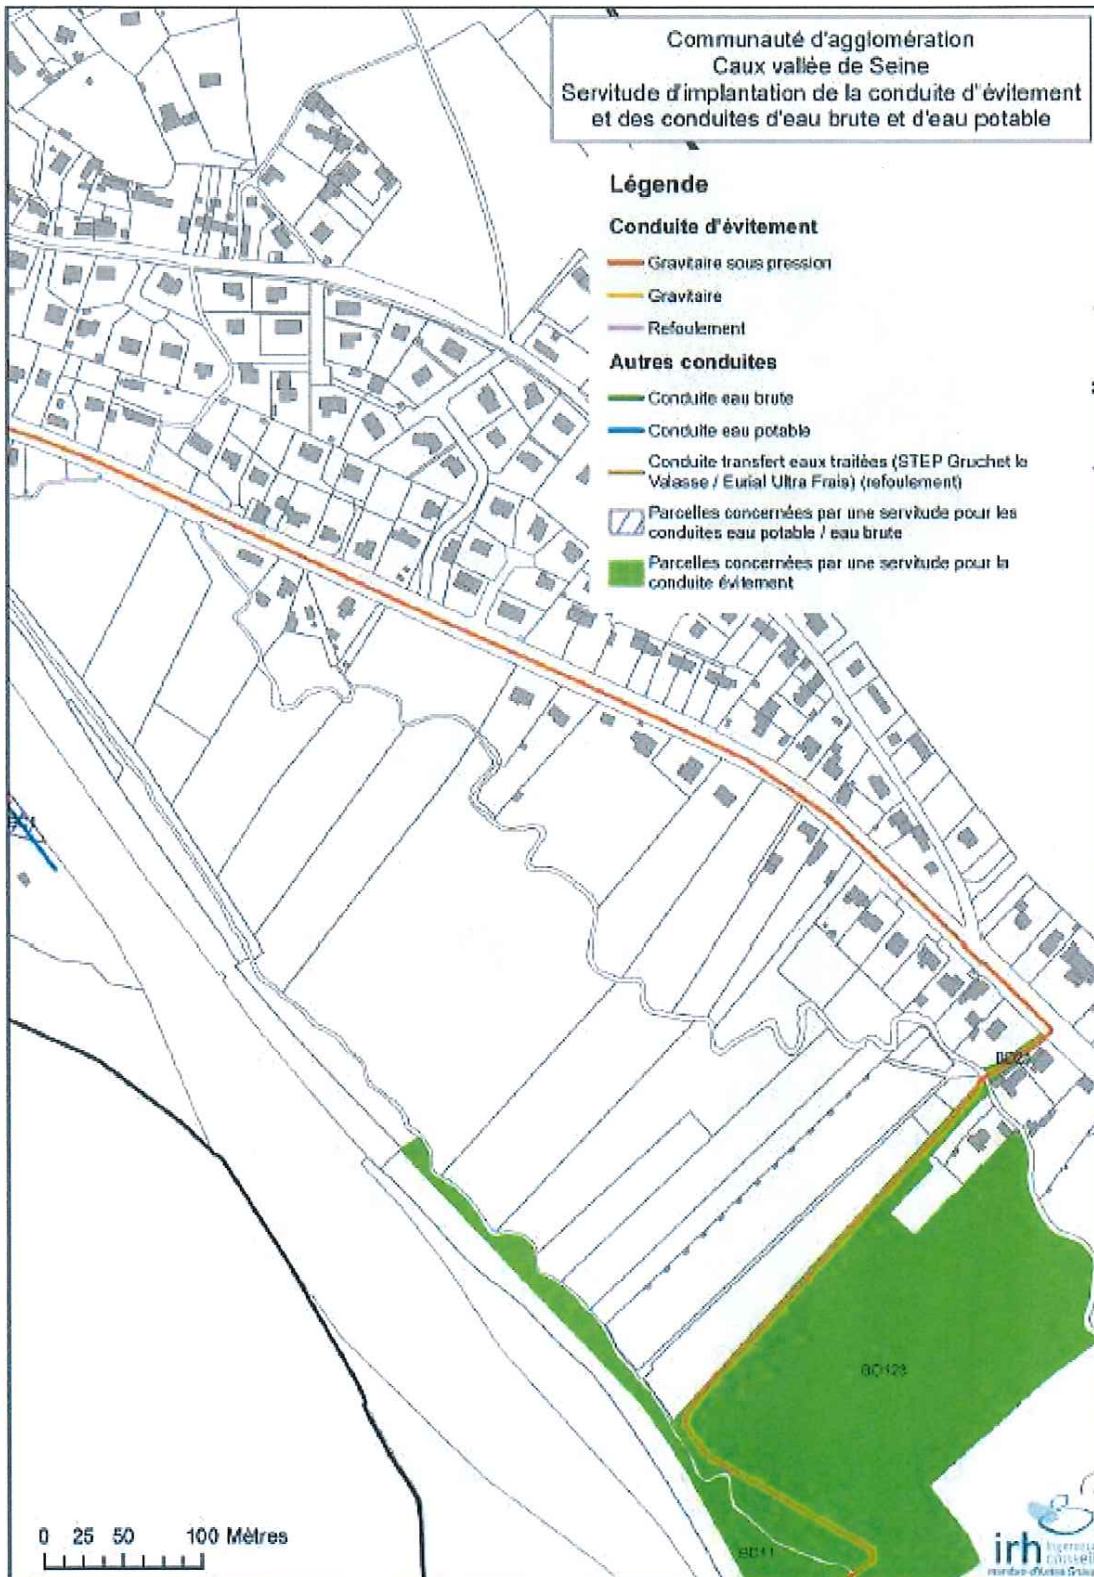 Communauté d'agglomération
Caux vallée de Seine
Servitude d'implantation de la conduite d'évitement
et des conduites d'eau brute et d'eau potable
Légende
Conduite d'évitement
Gravitaire sous pression
Gravitaire
Refoulement
Autres conduites
Conduite eau brute
Conduite eau potable
Conduite transfert eaux traitées (STEP Gruchet le
Valasse / Eurial Ultra Frais) (refoulement)
Parcelles concernées par une servitude pour les
conduites eau potable / eau brute
Parcelles concernées par une servitude pour la
conduite évitement
BD123
BD11
0 25 50 100 Mètres
irh